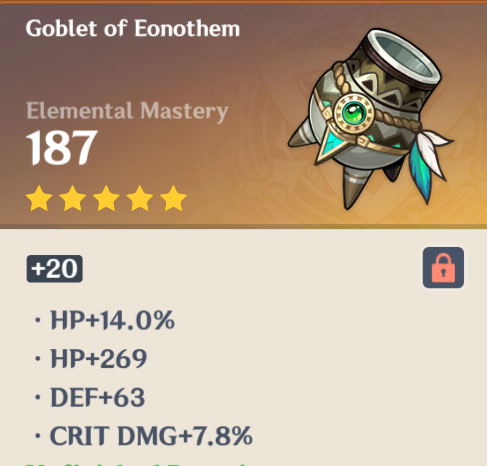 Goblet of Eonothem
Elemental Mastery
187
+20
· HP+14.0%
· HP+269
· DEF+63
· CRIT DMG+7.8%